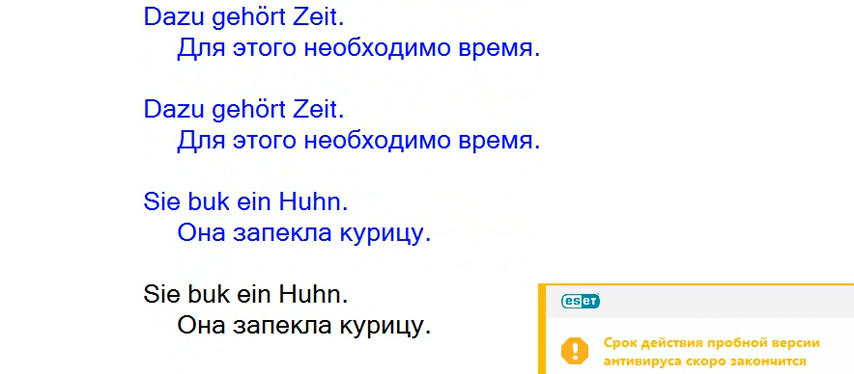 Dazu gehört Zeit.
Для этого необходимо время.
Dazu gehört Zeit.
Для этого необходимо время.
Sie buk ein Huhn.
Она запекла курицу.
Sie buk ein Huhn.
Она запекла курицу.
eset
Срок действия пробной версии
антивируса скоро закончится